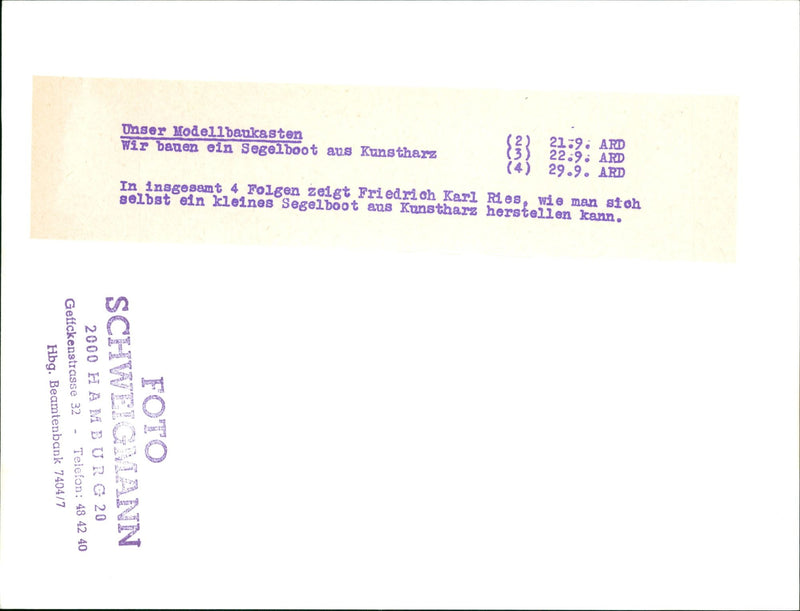 Unser Modellbaukasten (2) 21.9. ARD
Wir bauen ein Segelboot aus Kunstharz (3) 22.9. ARD
(4) 29.9. ARD
In insgesamt 4 Folgen zeigt Friedrich Karl Ries, wie man sich
selbst ein kleines Segelboot aus Kunstharz herstellen kann.
FOTO
SCHWEIGMANN
2000 HAMBURG 20
Geffckenstrasse 32 - Telefon: 48 42 40
Hbg. Beamtenbank 7404/7